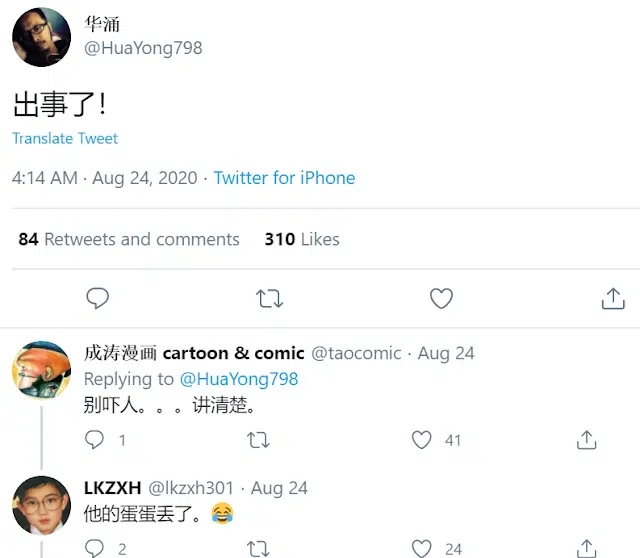 华涌
@HuaYong798
出事了！
Translate Tweet
4:14 AM · Aug 24, 2020 · Twitter for iPhone
84 Retweets and comments 310 Likes
成涛漫画 cartoon & comic @taocomic · Aug 24
Replying to @HuaYong798
别吓人。。。讲清楚。
1 41
LKZXH @lkzxh301 · Aug 24
他的蛋蛋丢了。😂
2 24